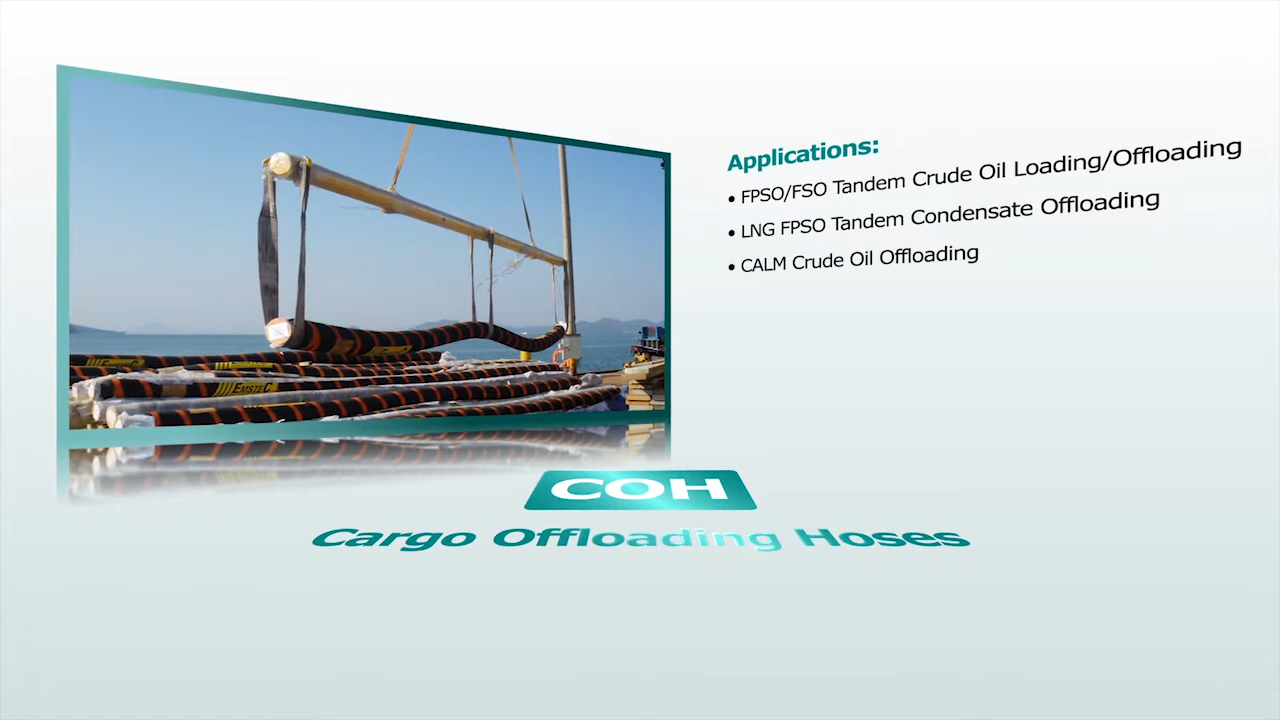 Applications:
• FPSO/FSO Tandem Crude Oil Loading/Offloading
• LNG FPSO Tandem Condensate Offloading
• CALM Crude Oil Offloading
EMSTEC
COH
Cargo Offloading Hoses